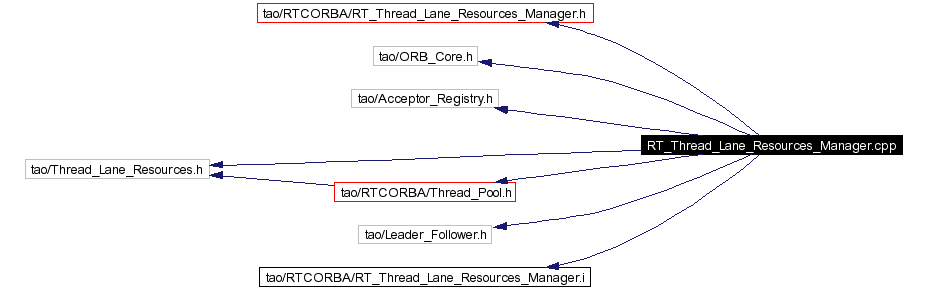 tao/RTCORBA/RT_Thread_Lane_Resources_Manager.h
tao/ORB_Core.h
tao/Acceptor_Registry.h
RT_Thread_Lane_Resources_Manager.cpp
tao/Thread_Lane_Resources.h
tao/RTCORBA/Thread_Pool.h
tao/Leader_Follower.h
tao/RTCORBA/RT_Thread_Lane_Resources_Manager.i